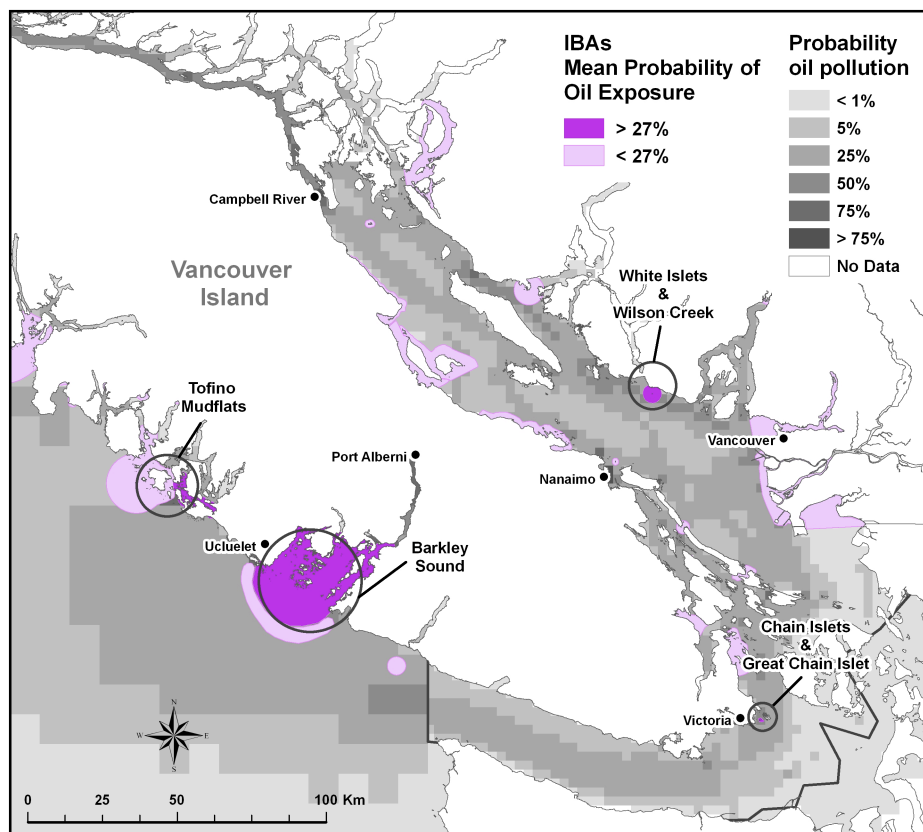 IBAs
Mean Probability of
Oil Exposure
> 27%
< 27%
Probability
oil pollution
< 1%
5%
25%
50%
75%
> 75%
No Data
Campbell River
Vancouver
Island
White Islets
&
Wilson Creek
Tofino
Mudflats
Port Alberni
Vancouver
Nanaimo
Ucluelet
Barkley
Sound
Chain Islets
&
Great Chain Islet
Victoria
N
W
E
S
0
25
50
100 Km